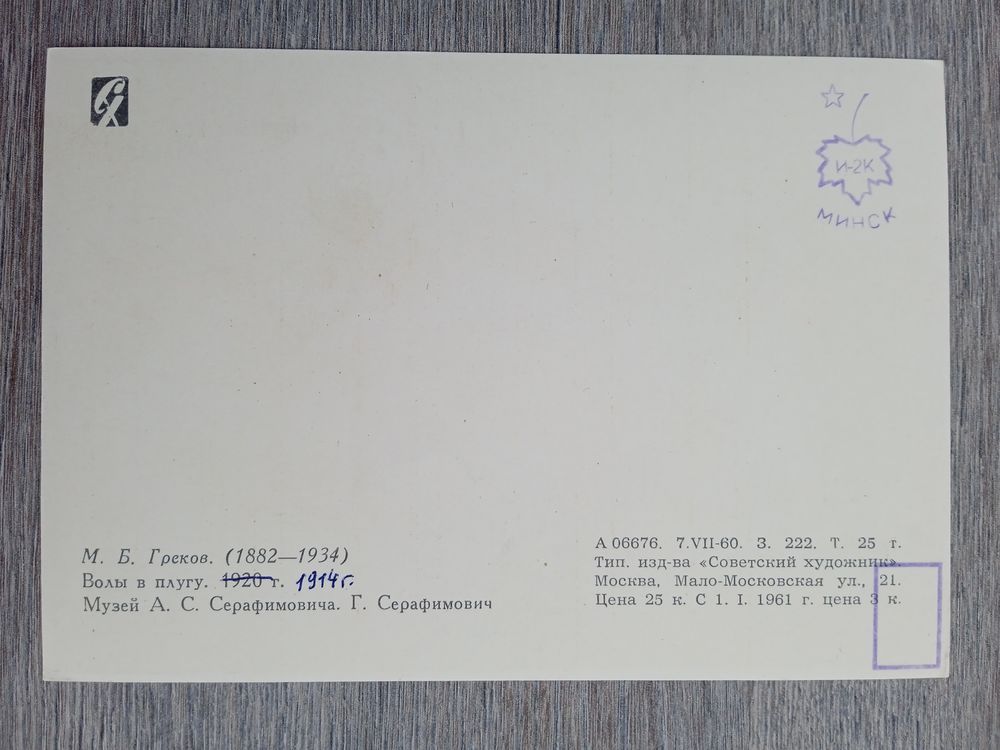 СХ
И-2К
МИНСК
М. Б. Греков. (1882—1934)
Волы в плугу. 1920 г. 1914г.
Музей А. С. Серафимовича. Г. Серафимович
А 06676. 7.VII-60. З. 222. Т. 25 т.
Тип. изд-ва «Советский художник».
Москва, Мало-Московская ул., 21.
Цена 25 к. С 1. I. 1961 г. цена 3 к.